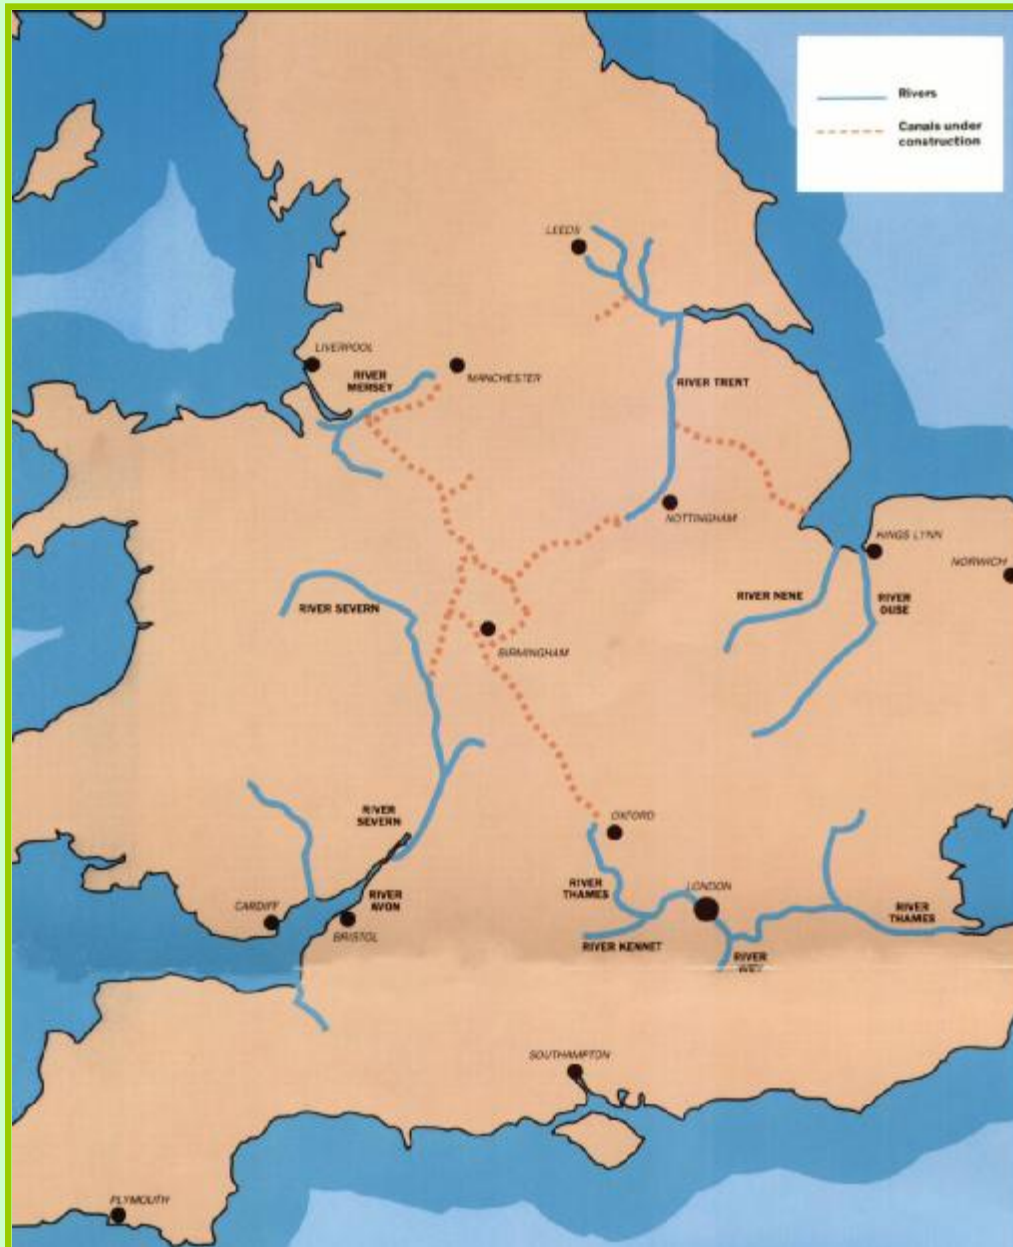 Rivers
Canals under
construction
LEEDS
LIVERPOOL
RIVER
MERSEY
MANCHESTER
RIVER TRENT
NOTTINGHAM
KINGS LYNN
NORWICH
RIVER NENE
RIVER
OUSE
RIVER SEVERN
BIRMINGHAM
RIVER
SEVERN
OXFORD
RIVER
THAMES
LONDON
RIVER
AVON
CARDIFF
BRISTOL
RIVER KENNET
RIVER
WEY
RIVER
THAMES
SOUTHAMPTON
PLYMOUTH